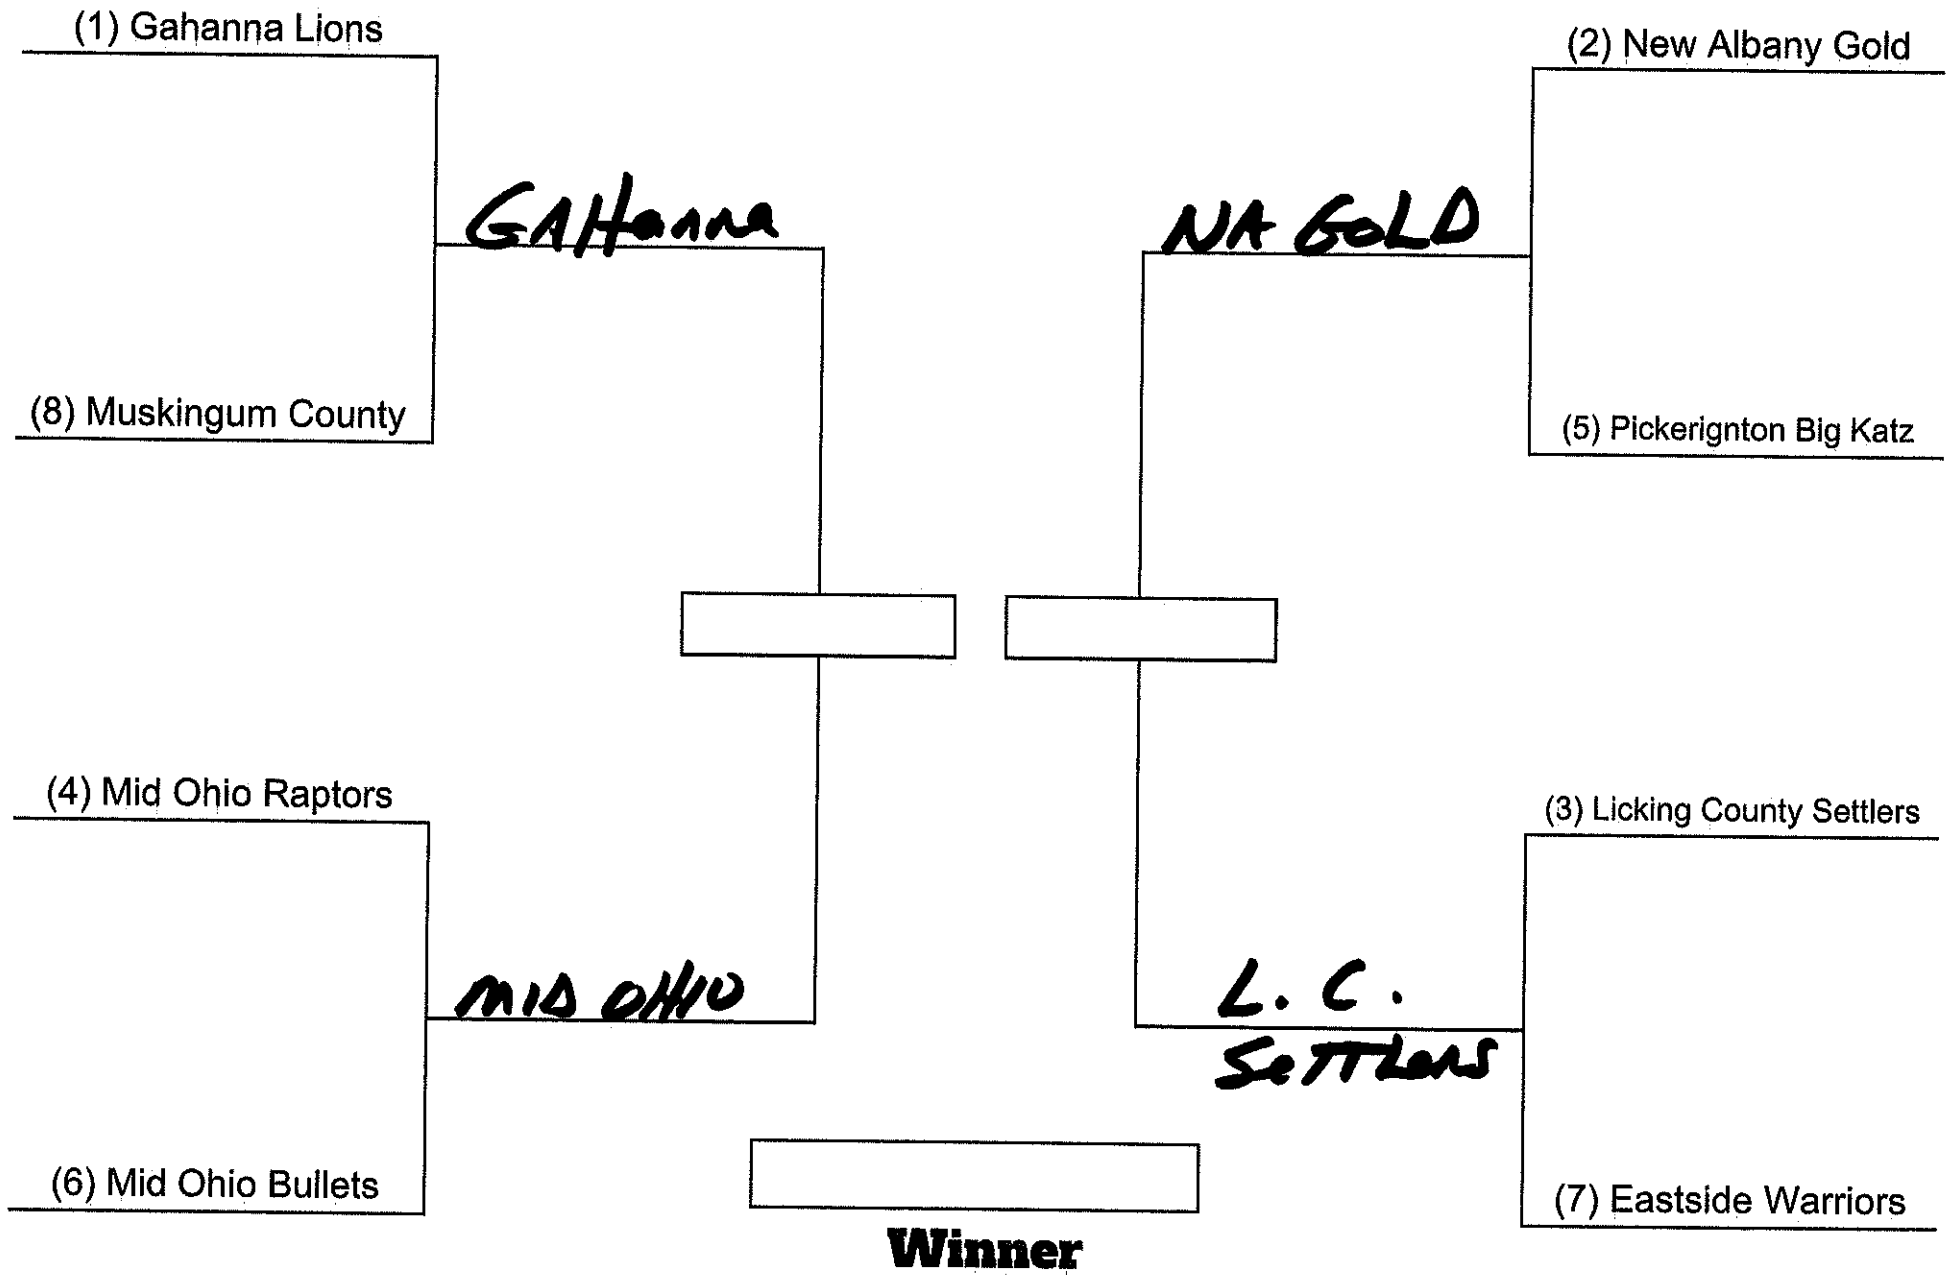 (1) Gahanna Lions
(2) New Albany Gold
GAHanna
NA GOLD
(8) Muskingum County
(5) Pickerignton Big Katz
(4) Mid Ohio Raptors
(3) Licking County Settlers
MID OHIO
L. C.
SeTTLers
(6) Mid Ohio Bullets
(7) Eastside Warriors
Winner